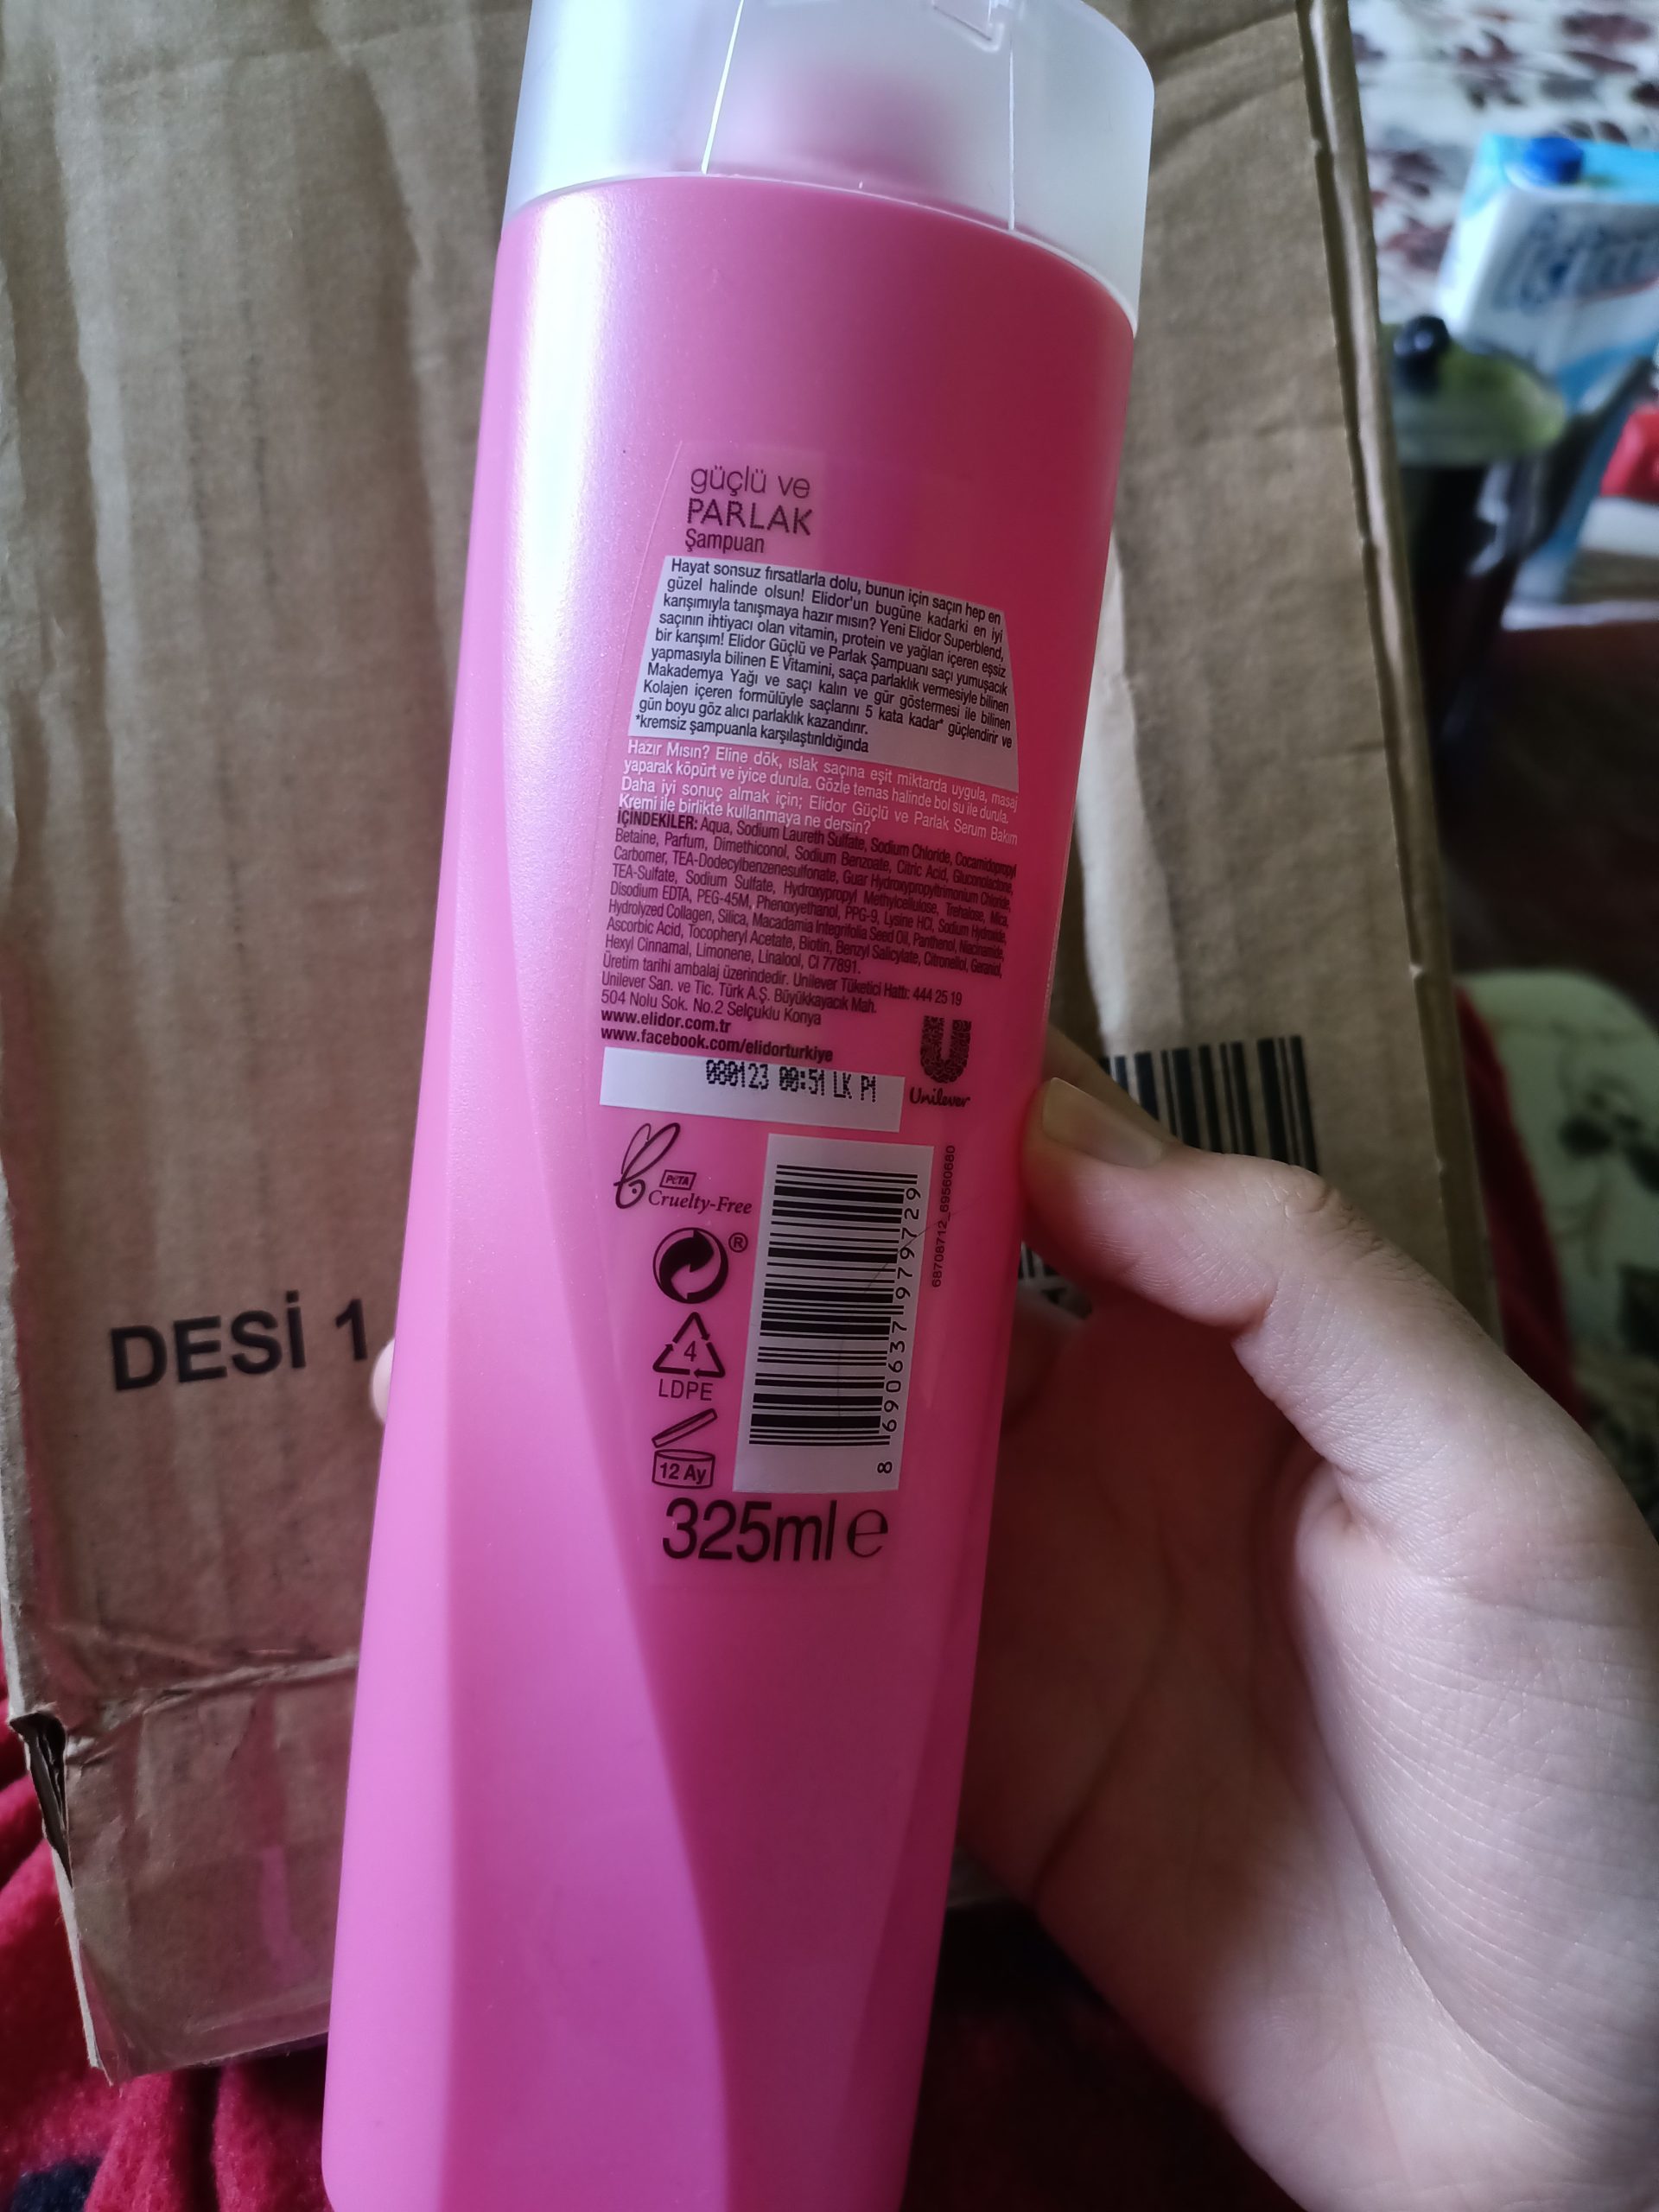 güçlü ve
PARLAK
Şampuan
Hayat sonsuz fırsatlarla dolu, bunun için saçın hep en
güzel halinde olsun! Elidor'un bugüne kadarki en iyi
karışımıyla tanışmaya hazır mısın? Yeni Elidor Superblend,
saçının ihtiyacı olan vitamin, protein ve yağları içeren eşsiz
bir karışım! Elidor Güçlü ve Parlak Şampuanı saçı yumuşacık
yapmasıyla bilinen E Vitamini, saça parlaklık vermesiyle bilinen
Makademya Yağı ve saçı kalın ve gür göstermesi ile bilinen
Kolajen içeren formülüyle saçlarını 5 kata kadar* güçlendirir ve
gün boyu göz alıcı parlaklık kazandırır.
*kremsiz şampuanla karşılaştırıldığında
Hazır Mısın? Eline dök, ıslak saçına eşit miktarda uygula, masaj
yaparak köpürt ve iyice durula. Gözle temas halinde bol su ile durula.
Daha iyi sonuç almak için; Elidor Güçlü ve Parlak Serum Bakım
Kremi ile birlikte kullanmaya ne dersin?
İÇİNDEKİLER: Aqua, Sodium Laureth Sulfate, Sodium Chloride, Cocamidopropyl
Betaine, Parfum, Dimethiconol, Sodium Benzoate, Citric Acid, Gluconolactone,
Carbomer, TEA-Dodecylbenzenesulfonate, Guar Hydroxypropyltrimonium Chloride,
TEA-Sulfate, Sodium Sulfate, Hydroxypropyl Methylcellulose, Trehalose, Mica,
Disodium EDTA, PEG-45M, Phenoxyethanol, PPG-9, Lysine HCl, Sodium Hydroxide,
Hydrolyzed Collagen, Silica, Macadamia Integrifolia Seed Oil, Panthenol, Niacinamide,
Ascorbic Acid, Tocopheryl Acetate, Biotin, Benzyl Salicylate, Citronellol, Geraniol,
Hexyl Cinnamal, Limonene, Linalool, CI 77891.
Üretim tarihi ambalaj üzerindedir. Unilever Tüketici Hattı: 444 25 19
Unilever San. ve Tic. Türk A.Ş. Büyükkayacık Mah.
504 Nolu Sok. No.2 Selçuklu Konya
www.elidor.com.tr
www.facebook.com/elidorturkiye
080123 00:51 LK P1
Unilever
PETA
Cruelty-Free
®
4
LDPE
12 Ay
8 690637 979729
68708712_69560680
325ml e
DESİ 1